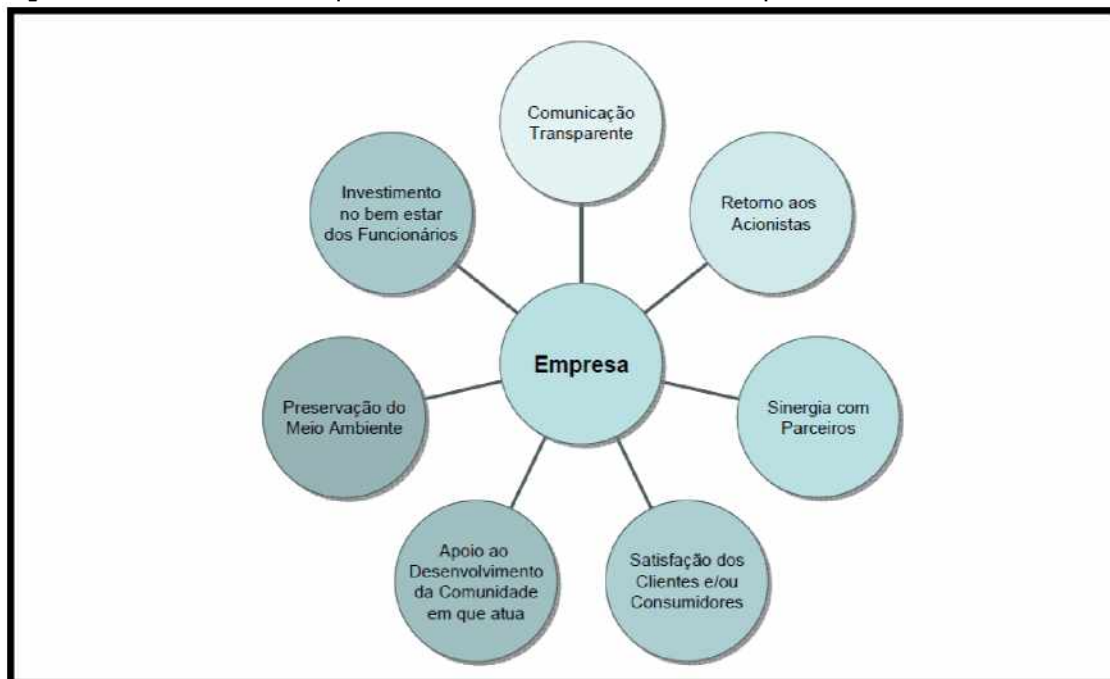 Comunicação
Transparente
Investimento
no bem estar
dos Funcionários
Retorno aos
Acionistas
Empresa
Preservação do
Meio Ambiente
Sinergia com
Parceiros
Apoio ao
Desenvolvimento
da Comunidade
em que atua
Satisfação dos
Clientes e/ou
Consumidores